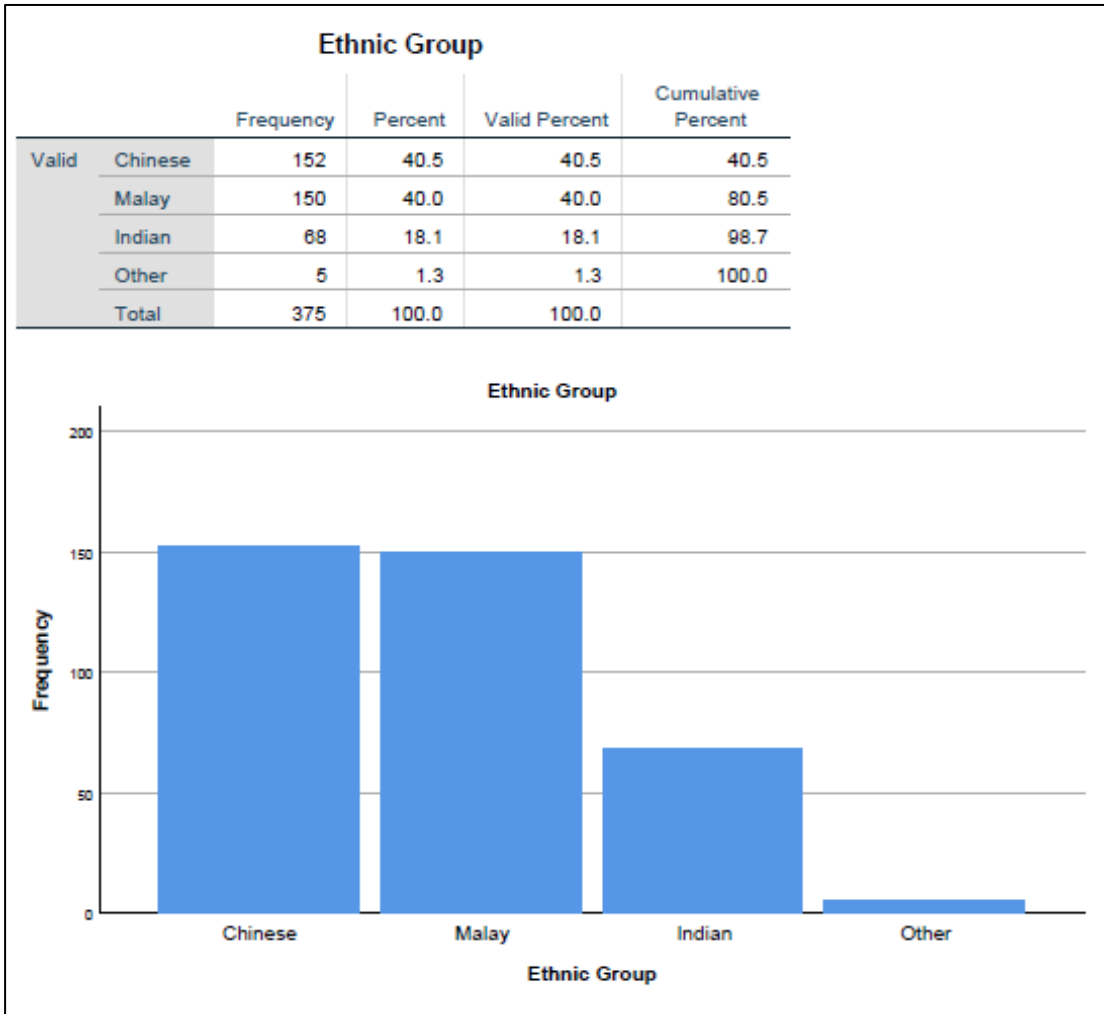 Ethnic Group
Frequency Percent Valid Percent Cumulative Percent
Valid Chinese 152 40.5 40.5 40.5
Malay 150 40.0 40.0 80.5
Indian 68 18.1 18.1 98.7
Other 5 1.3 1.3 100.0
Total 375 100.0 100.0
Ethnic Group
200
150
100
50
0
Frequency
Chinese Malay Indian Other
Ethnic Group